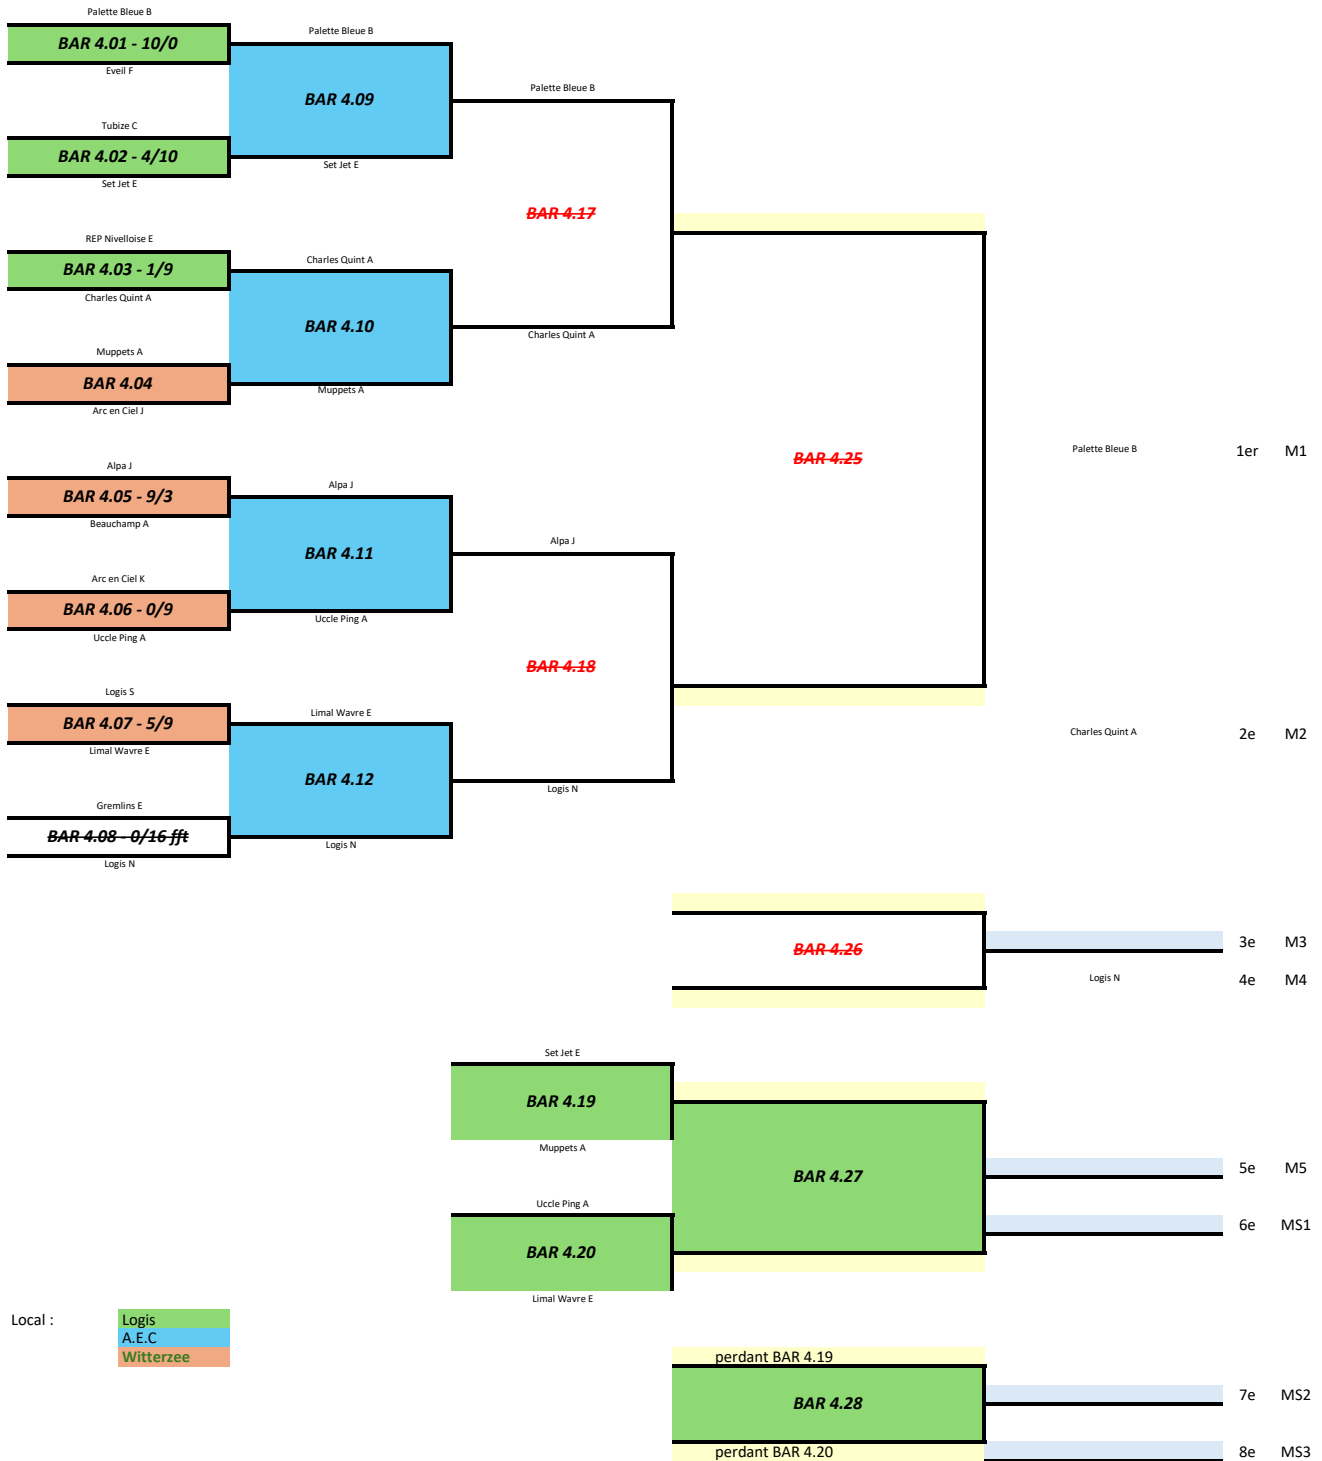 Palette Bleue B
BAR 4.01 - 10/0
Eveil F
Palette Bleue B
BAR 4.09
Set Jet E
Palette Bleue B
Tubize C
BAR 4.02 - 4/10
Set Jet E
BAR 4.17
REP Nivelloise E
BAR 4.03 - 1/9
Charles Quint A
Charles Quint A
BAR 4.10
Muppets A
Charles Quint A
Muppets A
BAR 4.04
Arc en Ciel J
BAR 4.25
Palette Bleue B 1er M1
Alpa J
BAR 4.05 - 9/3
Beauchamp A
Alpa J
BAR 4.11
Uccle Ping A
Alpa J
Arc en Ciel K
BAR 4.06 - 0/9
Uccle Ping A
BAR 4.18
Logis S
BAR 4.07 - 5/9
Limal Wavre E
Limal Wavre E
BAR 4.12
Logis N
Logis N
Charles Quint A 2e M2
Gremlins E
BAR 4.08 - 0/16 fft
Logis N
BAR 4.26
3e M3
Logis N 4e M4
Set Jet E
BAR 4.19
Muppets A
BAR 4.27
5e M5
Uccle Ping A
6e MS1
BAR 4.20
Limal Wavre E
Local :
Logis
A.E.C
Witterzee
perdant BAR 4.19
BAR 4.28
7e MS2
perdant BAR 4.20
8e MS3